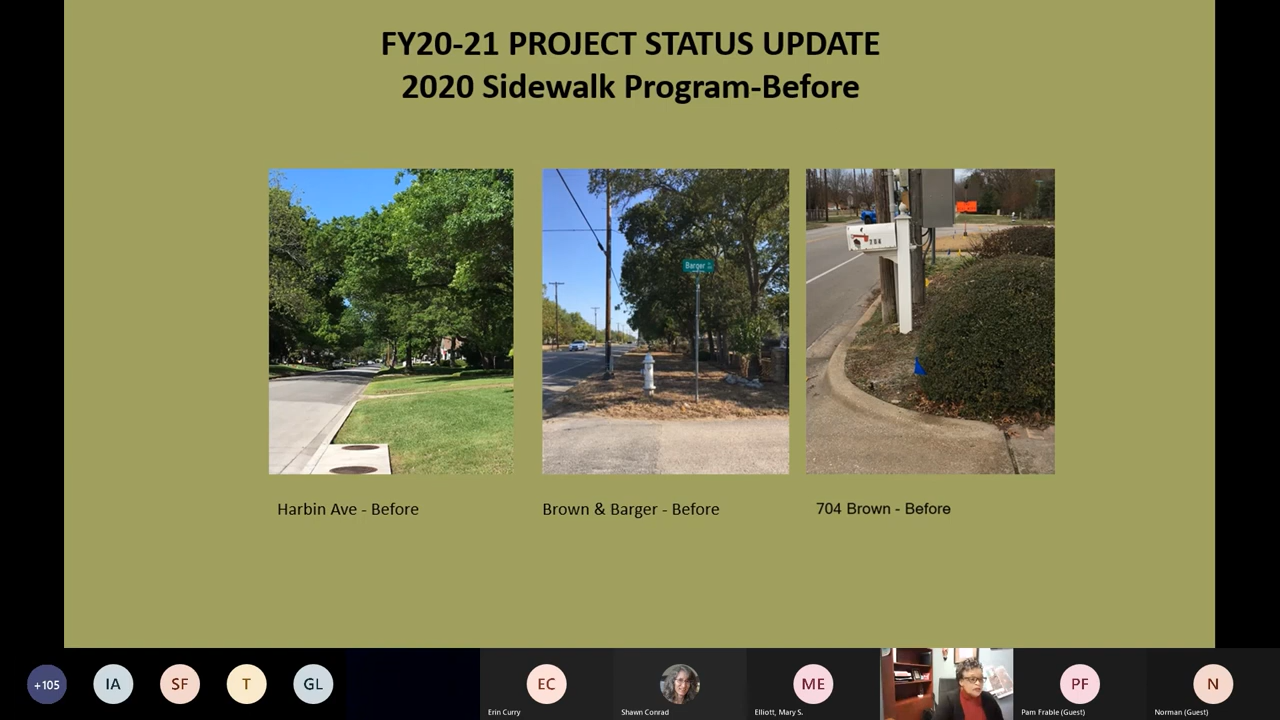 FY20-21 PROJECT STATUS UPDATE
2020 Sidewalk Program-Before
Barger
704
Harbin Ave - Before
Brown & Barger - Before
704 Brown - Before
+105
IA
SF
T
GL
EC
ME
PF
N
Erin Curry
Shawn Conrad
Elliott, Mary S.
Pam Frable (Guest)
Norman (Guest)